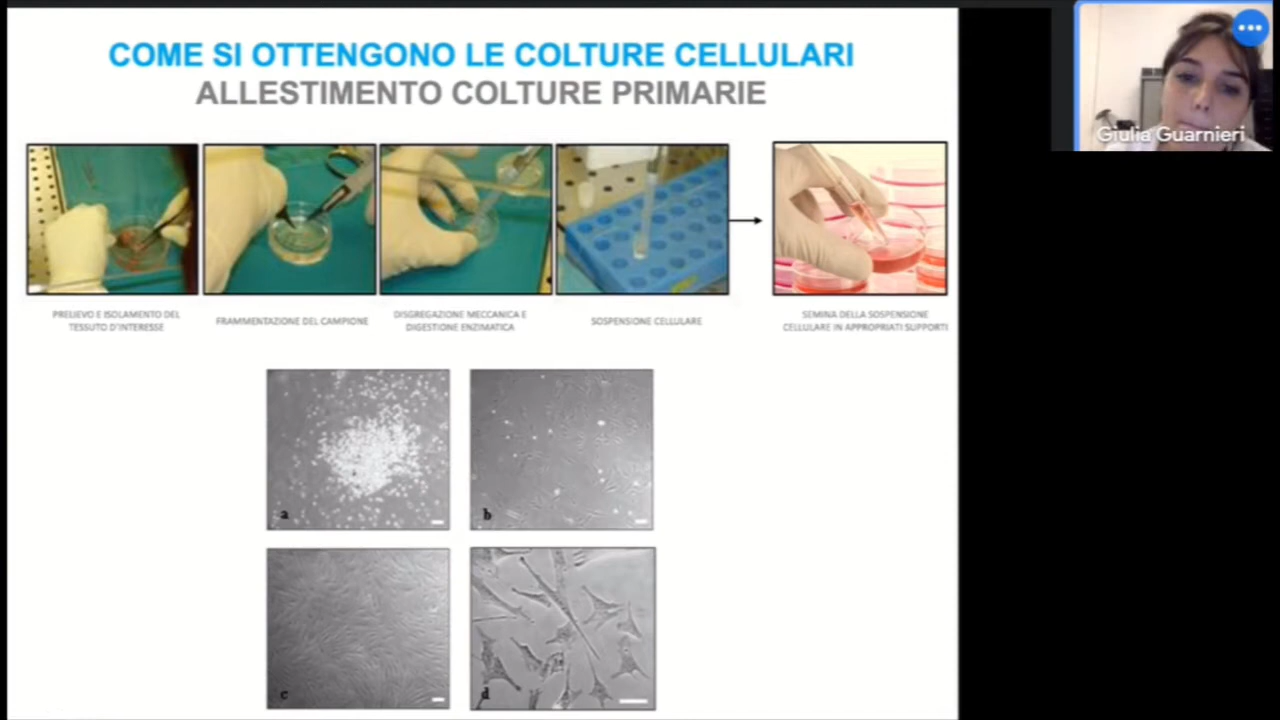 COME SI OTTENGONO LE COLTURE CELLULARI
ALLESTIMENTO COLTURE PRIMARIE
Giulia Guarnieri
PRELIEVO E ISOLAMENTO DEL
TESSUTO D'INTERESSE
FRAMMENTAZIONE DEL CAMPIONE
DISGREGAZIONE MECCANICA E
DIGESTIONE ENZIMATICA
SOSPENSIONE CELLULARE
SEMINA DELLA SOSPENSIONE
CELLULARE IN APPROPRIATI SUPPORTI
a
b
c
d